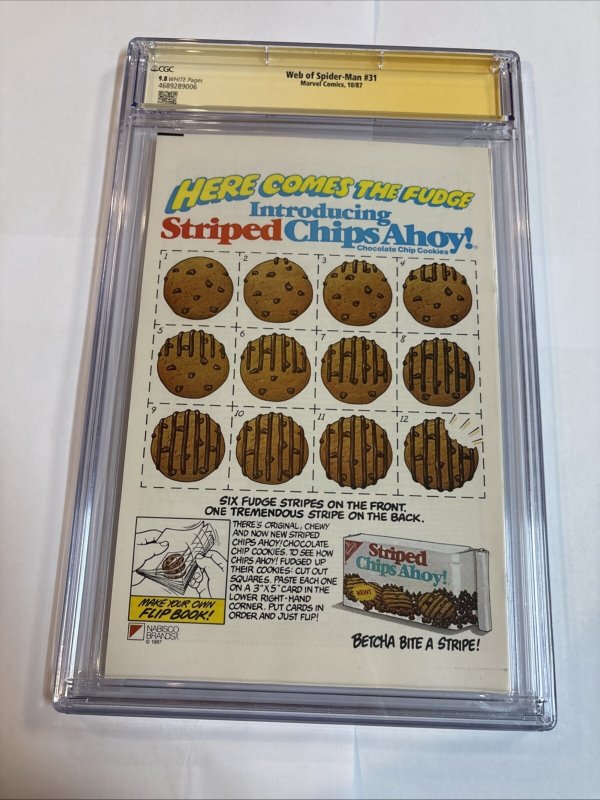 CGC
9.8 WHITE Pages
4689289006
Web of Spider-Man #31
Marvel Comics, 10/87
HERE COMES THE FUDGE
Introducing
Striped Chips Ahoy!®
Chocolate Chip Cookies
1 2 3 4
5 6 7 8
9 10 11 12
SIX FUDGE STRIPES ON THE FRONT.
ONE TREMENDOUS STRIPE ON THE BACK.
THERE'S ORIGINAL, CHEWY
AND NOW NEW STRIPED
CHIPS AHOY! CHOCOLATE
CHIP COOKIES. TO SEE HOW
CHIPS AHOY! FUDGED UP
THEIR COOKIES: CUT OUT
SQUARES. PASTE EACH ONE
ON A 3"X5" CARD IN THE
LOWER RIGHT-HAND
CORNER. PUT CARDS IN
ORDER AND JUST FLIP!
MAKE YOUR OWN
FLIP BOOK!
NABISCO
BRANDS
© 1987
Striped
Chips Ahoy!
NEW!
BETCHA BITE A STRIPE!